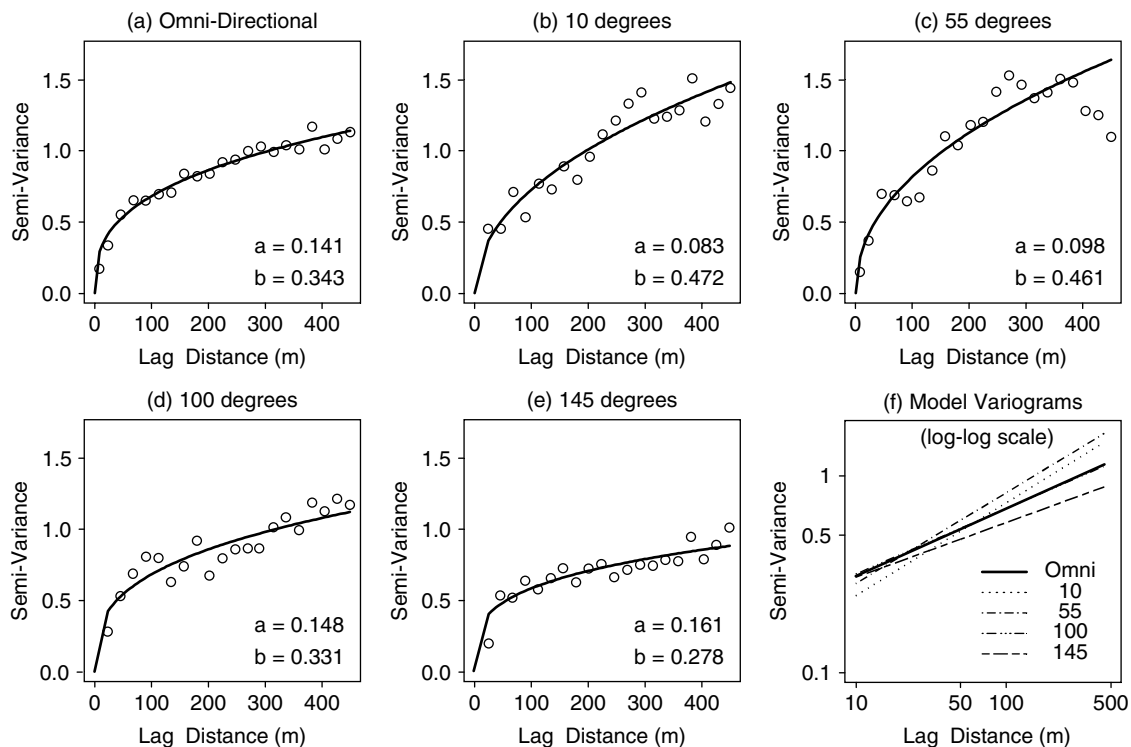 (a) Omni-Directional
Semi-Variance
1.5
1.0
0.5
0.0
a = 0.141
b = 0.343
0 100 200 300 400
Lag Distance (m)
(b) 10 degrees
Semi-Variance
1.5
1.0
0.5
0.0
a = 0.083
b = 0.472
0 100 200 300 400
Lag Distance (m)
(c) 55 degrees
Semi-Variance
1.5
1.0
0.5
0.0
a = 0.098
b = 0.461
0 100 200 300 400
Lag Distance (m)
(d) 100 degrees
Semi-Variance
1.5
1.0
0.5
0.0
a = 0.148
b = 0.331
0 100 200 300 400
Lag Distance (m)
(e) 145 degrees
Semi-Variance
1.5
1.0
0.5
0.0
a = 0.161
b = 0.278
0 100 200 300 400
Lag Distance (m)
(f) Model Variograms
(log-log scale)
Semi-Variance
1
0.5
0.1
Omni
10
55
100
145
10 50 100 500
Lag Distance (m)